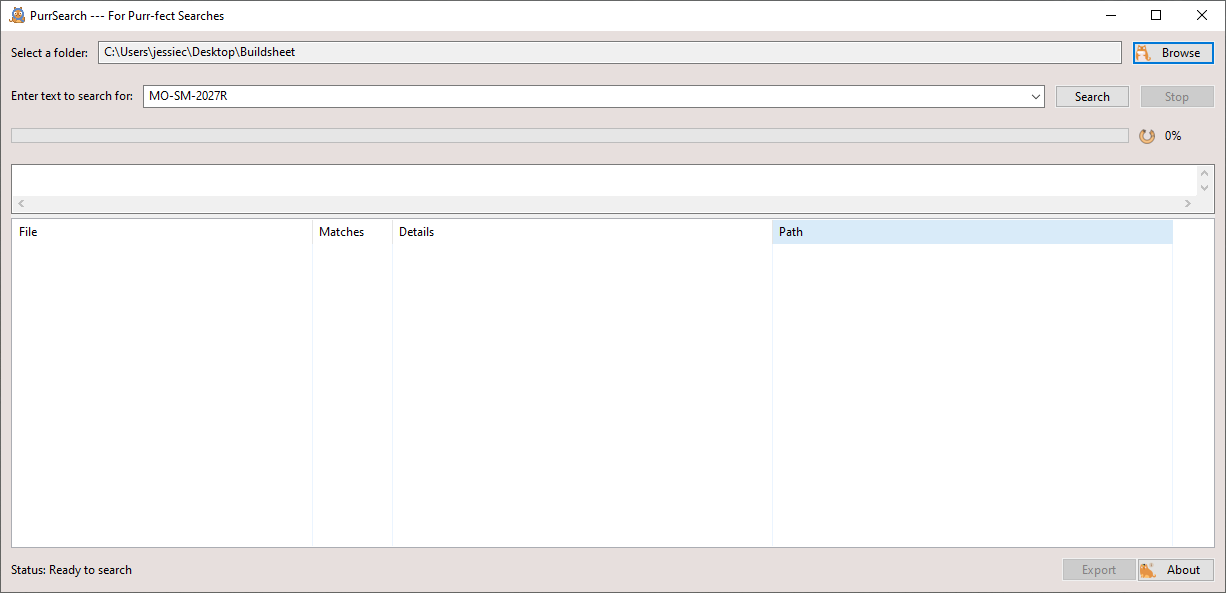 PurrSearch --- For Purr-fect Searches
Select a folder: C:\Users\jessiec\Desktop\Buildsheet Browse
Enter text to search for: MO-SM-2027R Search Stop
0%
File Matches Details Path
Status: Ready to search Export About